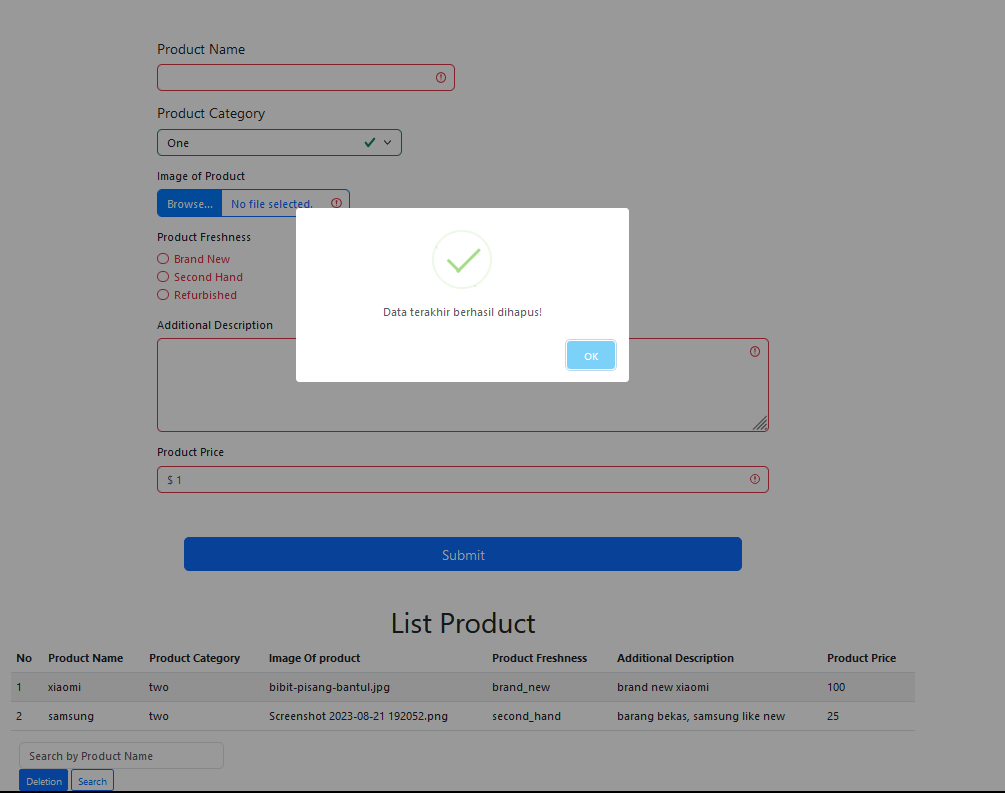 Product Name
Product Category
One
Image of Product
Browse... No file selected.
Product Freshness
Brand New
Second Hand
Refurbished
Data terakhir berhasil dihapus!
OK
Additional Description
Product Price
$ 1
Submit
List Product
No Product Name Product Category Image Of product Product Freshness Additional Description Product Price
1 xiaomi two bibit-pisang-bantul.jpg brand_new brand new xiaomi 100
2 samsung two Screenshot 2023-08-21 192052.png second_hand barang bekas, samsung like new 25
Search by Product Name
Deletion Search